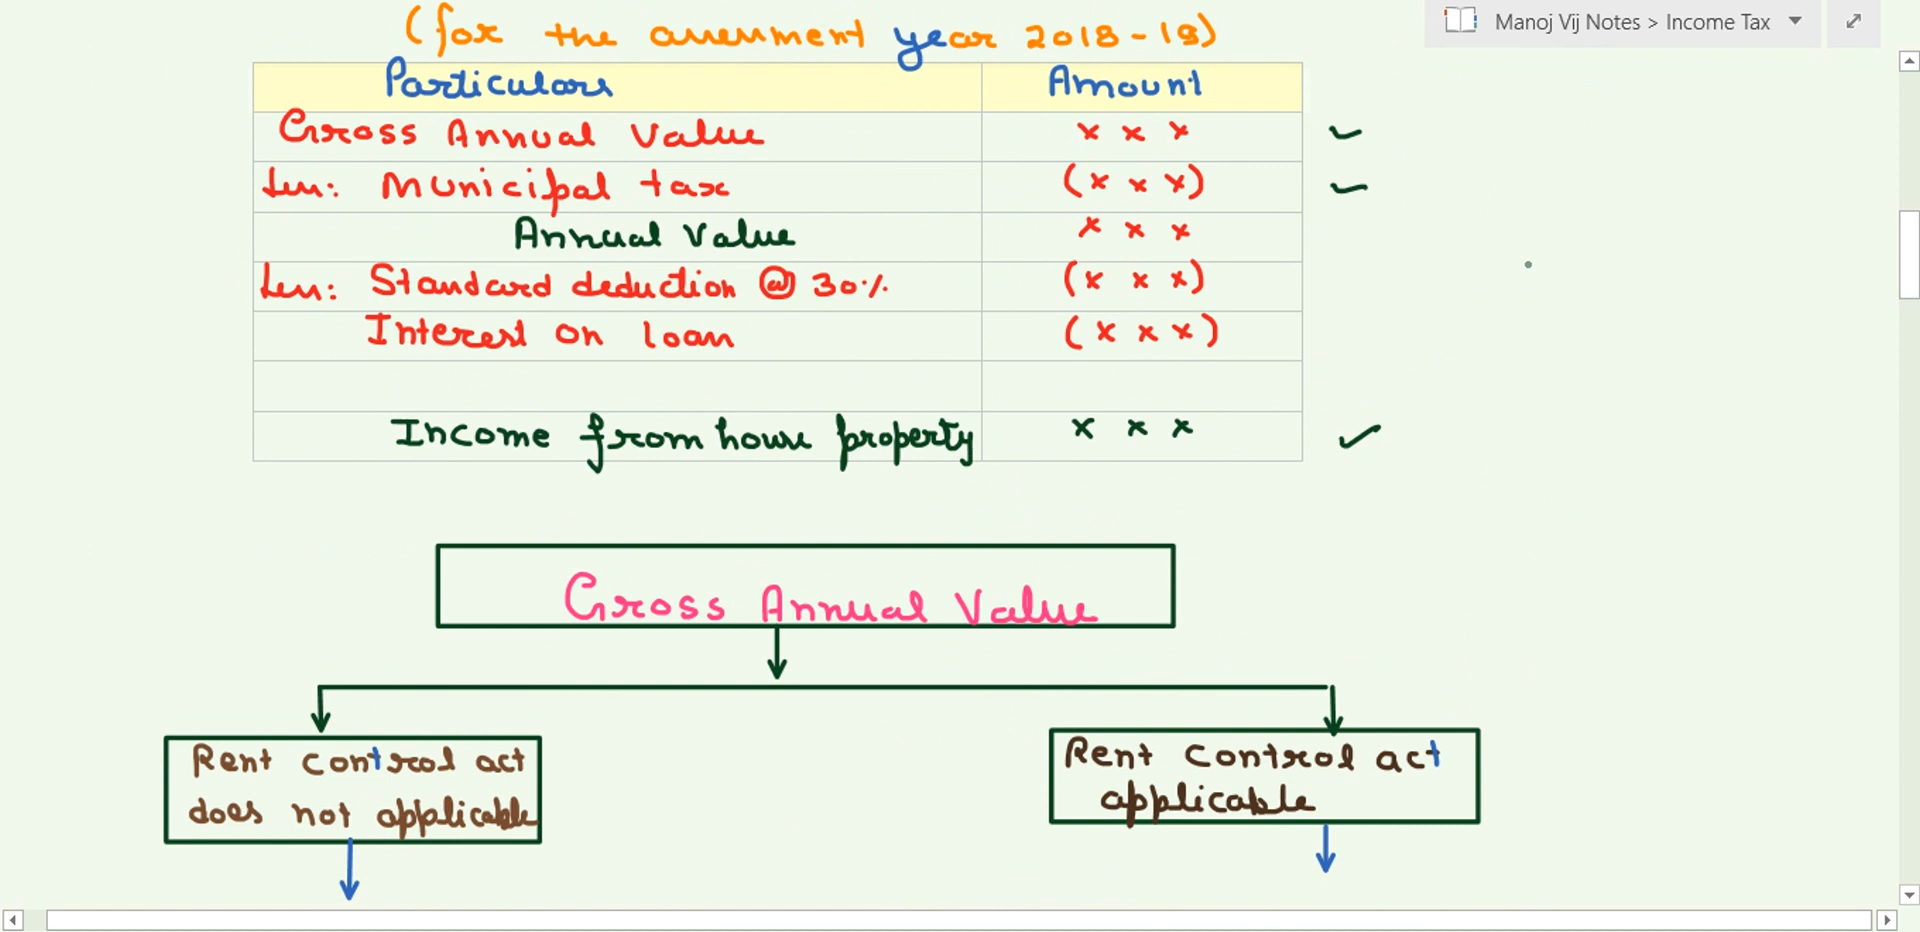 Manoj Vij Notes > Income Tax
(for the assessment year 2018-19)
Particulars Amount
Gross Annual Value x x x
Less: Municipal tax (x x x)
Annual Value x x x
Less: Standard deduction @ 30% (x x x)
Interest on loan (x x x)
Income from house property x x x
Gross Annual Value
Rent control act
does not applicable
Rent control act
applicable